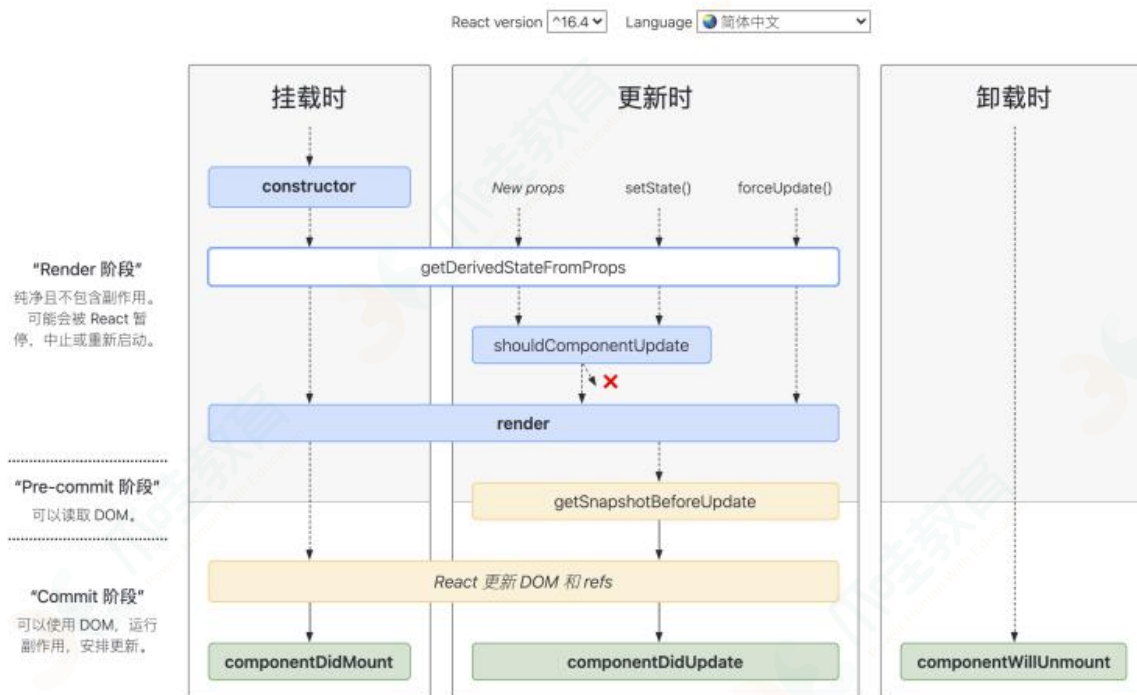 React version ^16.4 Language 简体中文
挂载时 更新时 卸载时
constructor
New props setState() forceUpdate()
"Render 阶段"
纯净且不包含副作用。
可能会被 React 暂
停，中止或重新启动。
getDerivedStateFromProps
shouldComponentUpdate
render
"Pre-commit 阶段"
可以读取 DOM。
getSnapshotBeforeUpdate
React 更新 DOM 和 refs
"Commit 阶段"
可以使用 DOM，运行
副作用，安排更新。
componentDidMount componentDidUpdate componentWillUnmount